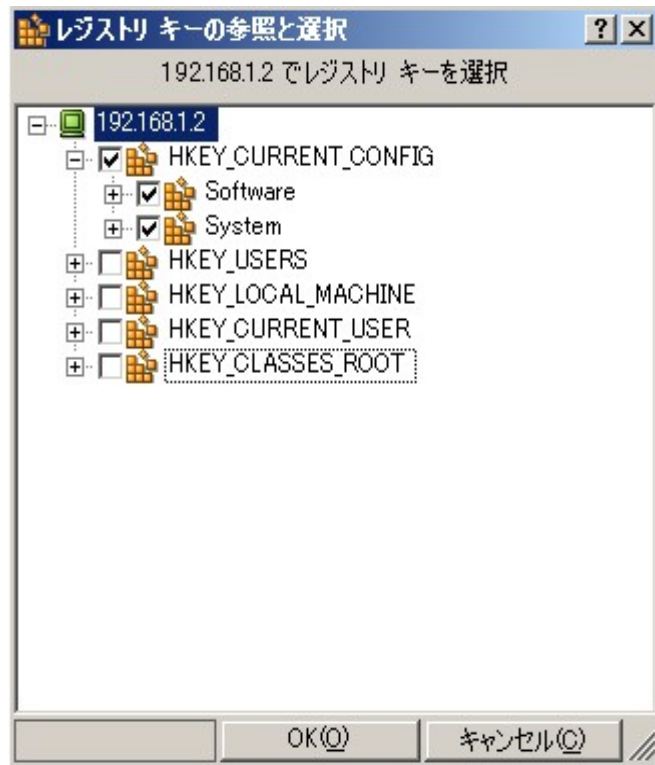 レジストリ キーの参照と選択
192.168.1.2 でレジストリ キーを選択
192.168.1.2
HKEY_CURRENT_CONFIG
Software
System
HKEY_USERS
HKEY_LOCAL_MACHINE
HKEY_CURRENT_USER
HKEY_CLASSES_ROOT
OK(O) キャンセル(C)